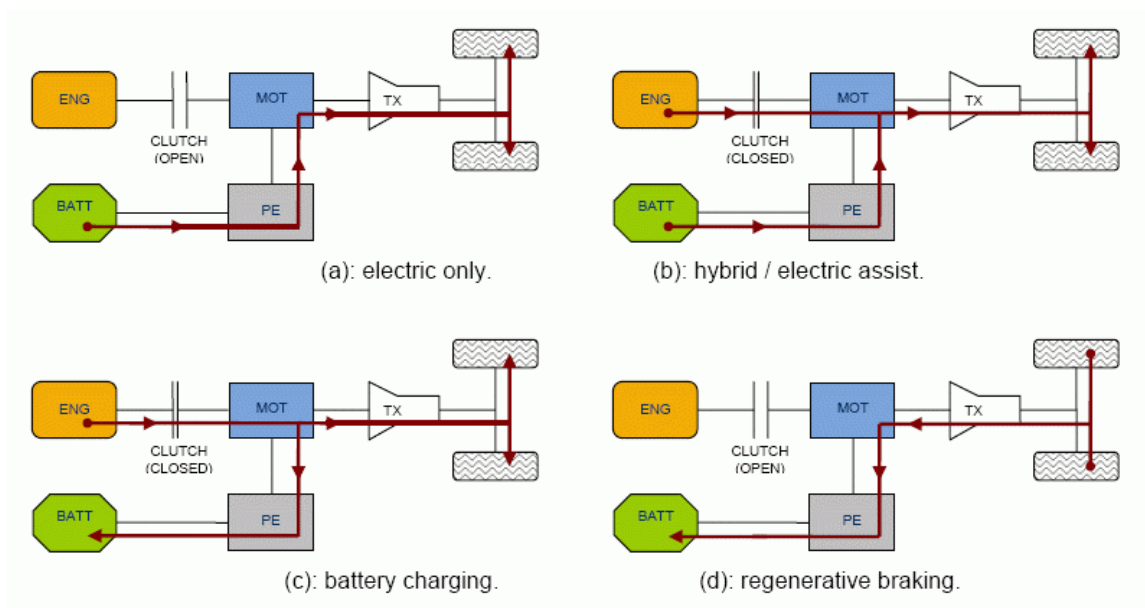 ENG
MOT
TX
CLUTCH
(OPEN)
BATT
PE
(a): electric only.
ENG
MOT
TX
CLUTCH
(CLOSED)
BATT
PE
(b): hybrid / electric assist.
ENG
MOT
TX
CLUTCH
(CLOSED)
BATT
PE
(c): battery charging.
ENG
MOT
TX
CLUTCH
(OPEN)
BATT
PE
(d): regenerative braking.